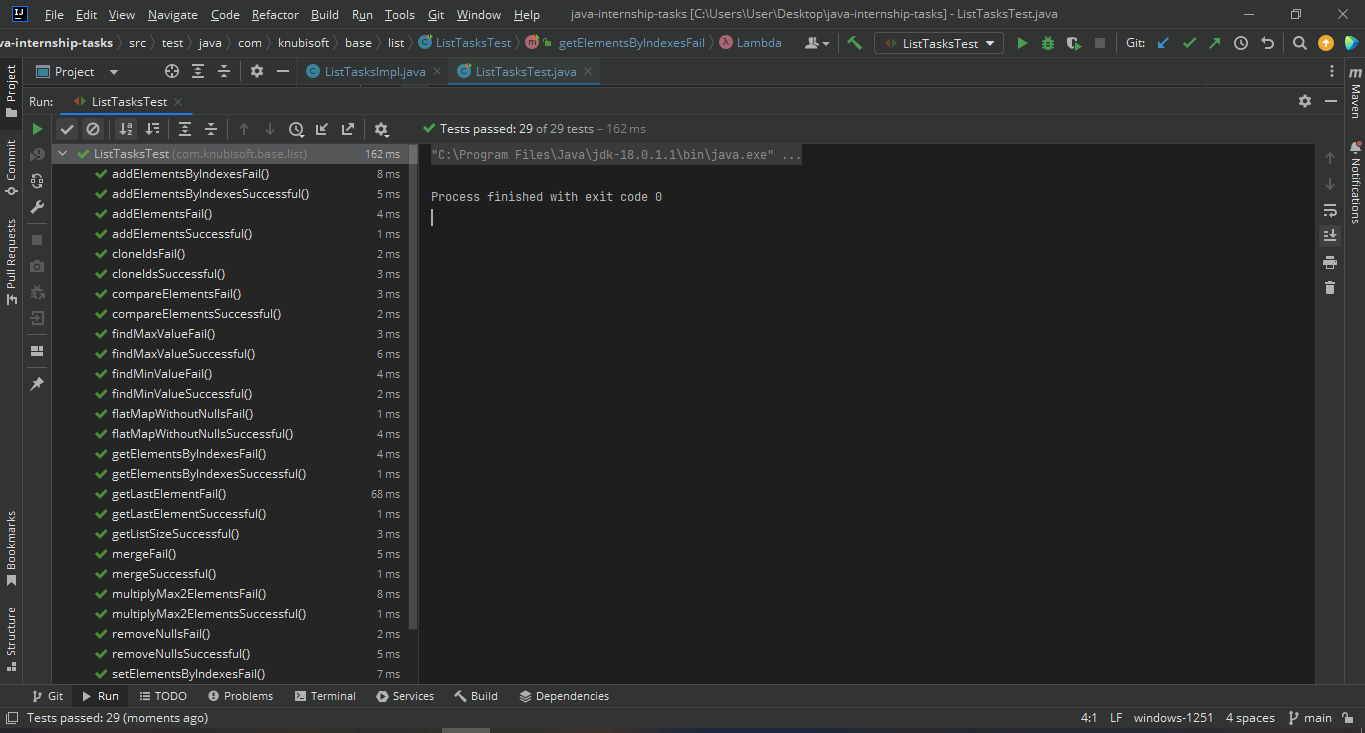 File Edit View Navigate Code Refactor Build Run Tools Git Window Help java-internship-tasks [C:\Users\User\Desktop\java-internship-tasks] - ListTasksTest.java
va-internship-tasks src test java com knubisoft base list ListTasksTest getElementsByIndexesFail Lambda ListTasksTest Git:
Project ListTasksImpl.java ListTasksTest.java
Run: ListTasksTest
Tests passed: 29 of 29 tests – 162 ms
ListTasksTest (com.knubisoft.base.list) 162 ms
addElementsByIndexesFail() 8 ms
addElementsByIndexesSuccessful() 5 ms
addElementsFail() 4 ms
addElementsSuccessful() 1 ms
cloneIdsFail() 2 ms
cloneIdsSuccessful() 3 ms
compareElementsFail() 3 ms
compareElementsSuccessful() 2 ms
findMaxValueFail() 3 ms
findMaxValueSuccessful() 6 ms
findMinValueFail() 4 ms
findMinValueSuccessful() 2 ms
flatMapWithoutNullsFail() 1 ms
flatMapWithoutNullsSuccessful() 4 ms
getElementsByIndexesFail() 4 ms
getElementsByIndexesSuccessful() 1 ms
getLastElementFail() 68 ms
getLastElementSuccessful() 1 ms
getListSizeSuccessful() 3 ms
mergeFail() 5 ms
mergeSuccessful() 1 ms
multiplyMax2ElementsFail() 8 ms
multiplyMax2ElementsSuccessful() 1 ms
removeNullsFail() 2 ms
removeNullsSuccessful() 5 ms
setElementsByIndexesFail() 7 ms
"C:\Program Files\Java\jdk-18.0.1.1\bin\java.exe" ...
Process finished with exit code 0
Project
Commit
Pull Requests
Bookmarks
Structure
m
Maven
Notifications
Git Run TODO Problems Terminal Services Build Dependencies
Tests passed: 29 (moments ago) 4:1 LF windows-1251 4 spaces main